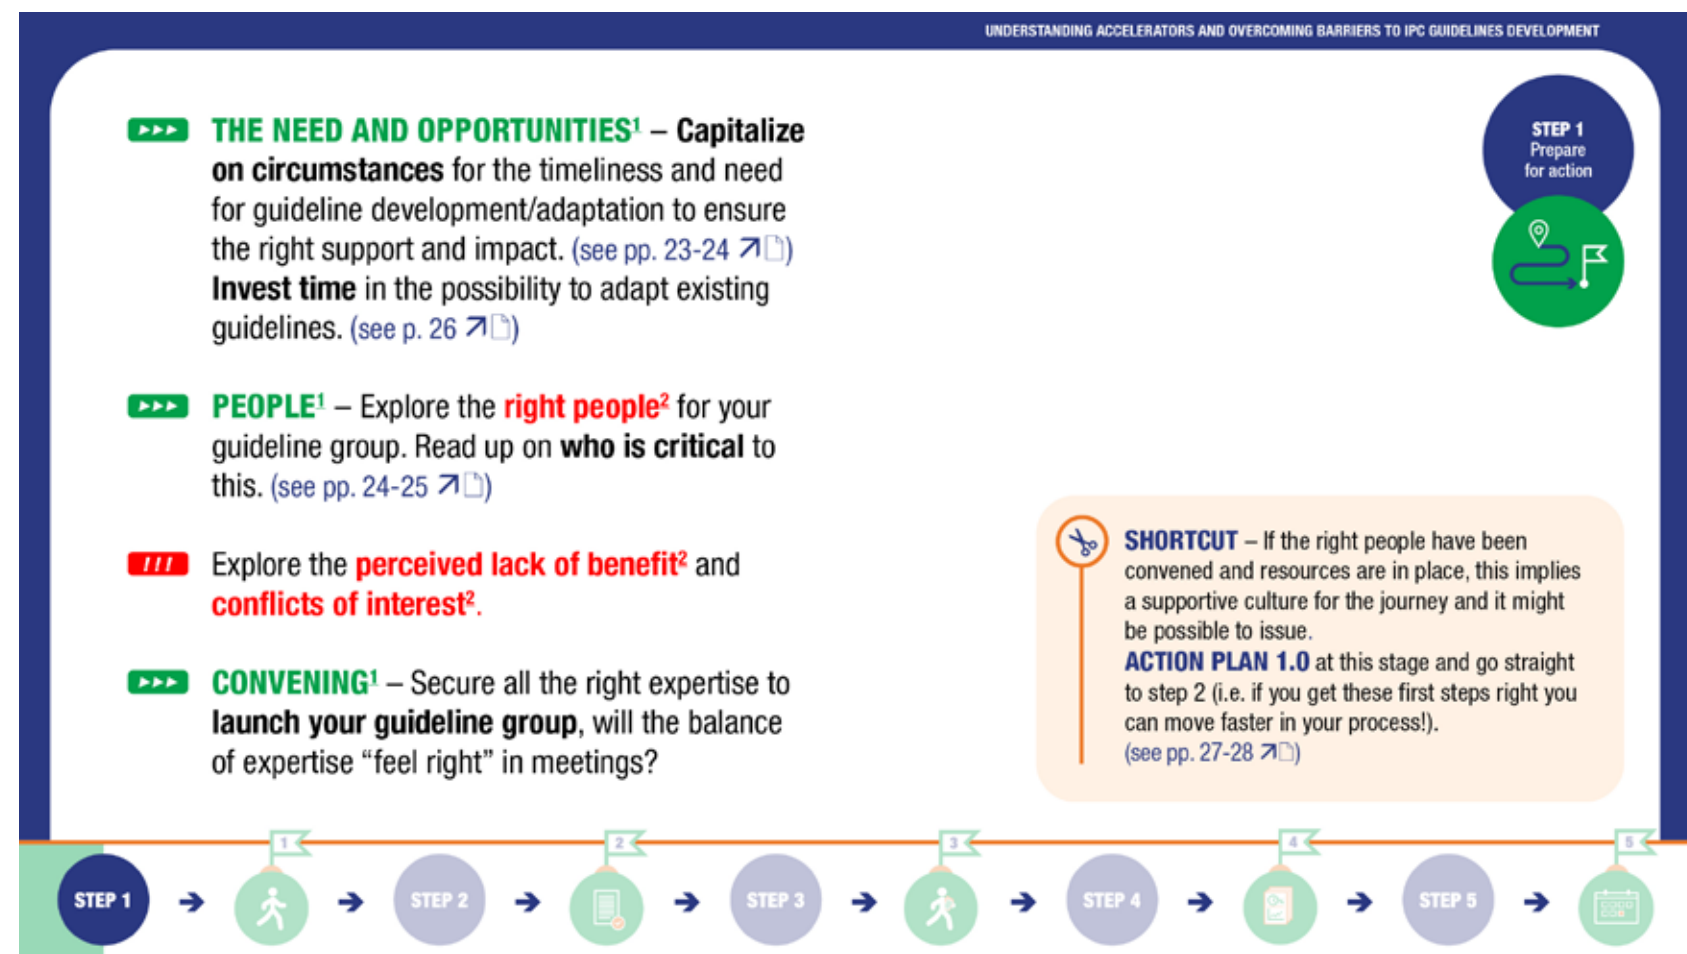 UNDERSTANDING ACCELERATORS AND OVERCOMING BARRIERS TO IPC GUIDELINES DEVELOPMENT
THE NEED AND OPPORTUNITIES¹ – Capitalize
on circumstances for the timeliness and need
for guideline development/adaptation to ensure
the right support and impact. (see pp. 23-24)
Invest time in the possibility to adapt existing
guidelines. (see p. 26)
PEOPLE¹ – Explore the right people² for your
guideline group. Read up on who is critical to
this. (see pp. 24-25)
!!! Explore the perceived lack of benefit² and
conflicts of interest².
CONVENING¹ – Secure all the right expertise to
launch your guideline group, will the balance
of expertise “feel right” in meetings?
STEP 1
Prepare
for action
SHORTCUT – If the right people have been
convened and resources are in place, this implies
a supportive culture for the journey and it might
be possible to issue.
ACTION PLAN 1.0 at this stage and go straight
to step 2 (i.e. if you get these first steps right you
can move faster in your process!).
(see pp. 27-28)
1 2 3 4 5
STEP 1 STEP 2 STEP 3 STEP 4 STEP 5